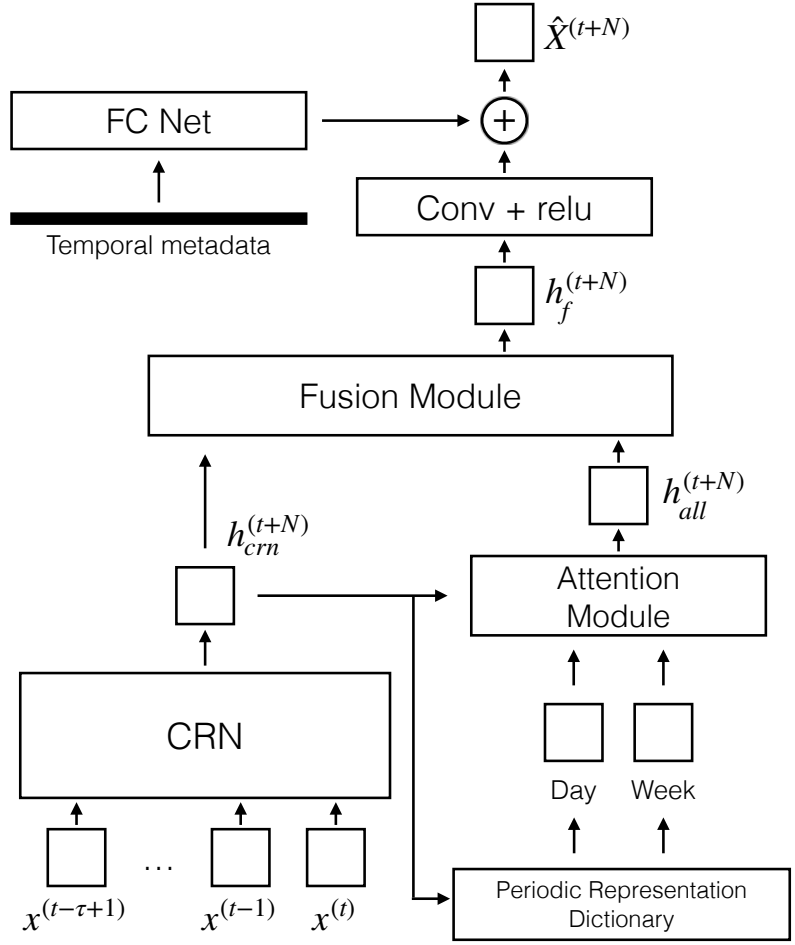 X̂^(t+N)
FC Net
+
Temporal metadata
Conv + relu
h_f^(t+N)
Fusion Module
h_all^(t+N)
h_crn^(t+N)
Attention
Module
CRN
Day
Week
...
x^(t-τ+1)
x^(t-1)
x^(t)
Periodic Representation
Dictionary